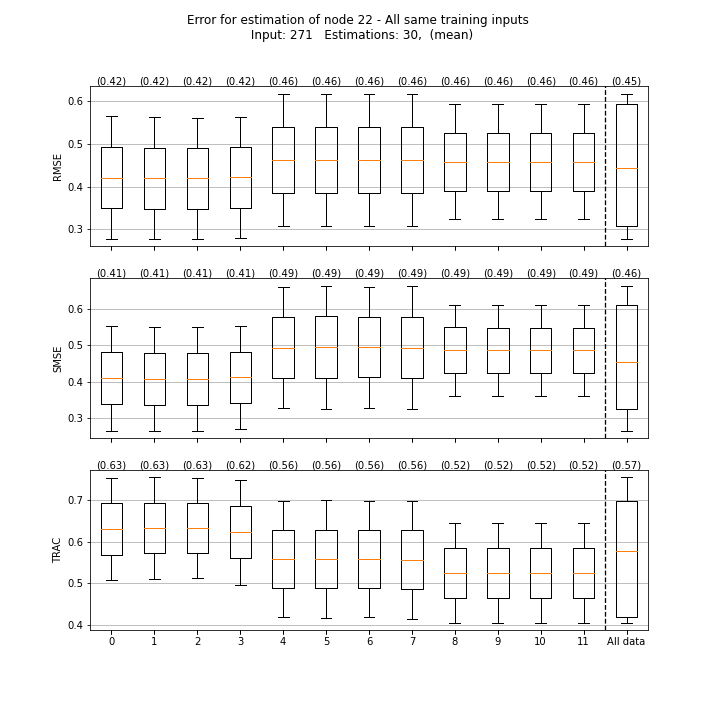 Error for estimation of node 22 - All same training inputs
Input: 271   Estimations: 30,  (mean)
(0.42) (0.42) (0.42) (0.42) (0.46) (0.46) (0.46) (0.46) (0.46) (0.46) (0.46) (0.46) (0.45)
0.6
0.5
RMSE
0.4
0.3
(0.41) (0.41) (0.41) (0.41) (0.49) (0.49) (0.49) (0.49) (0.49) (0.49) (0.49) (0.49) (0.46)
0.6
0.5
SMSE
0.4
0.3
(0.63) (0.63) (0.63) (0.62) (0.56) (0.56) (0.56) (0.56) (0.52) (0.52) (0.52) (0.52) (0.57)
0.7
0.6
TRAC
0.5
0.4
0 1 2 3 4 5 6 7 8 9 10 11 All data